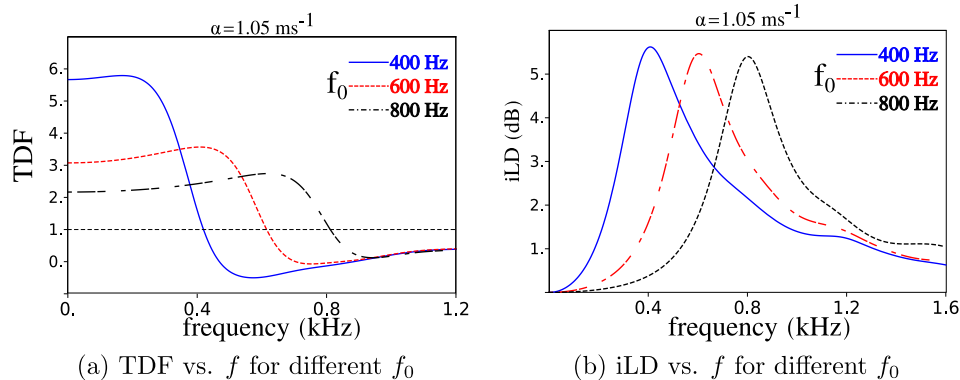 α=1.05 ms⁻¹
TDF
6.
5.
4.
3.
2.
1.
0.
f₀
400 Hz
600 Hz
800 Hz
0. 0.4 0.8 1.2
frequency (kHz)
(a) TDF vs. f for different f₀
α=1.05 ms⁻¹
iLD (dB)
5.
3.
1.
f₀
400 Hz
600 Hz
800 Hz
0.4 0.8 1.2 1.6
frequency (kHz)
(b) iLD vs. f for different f₀